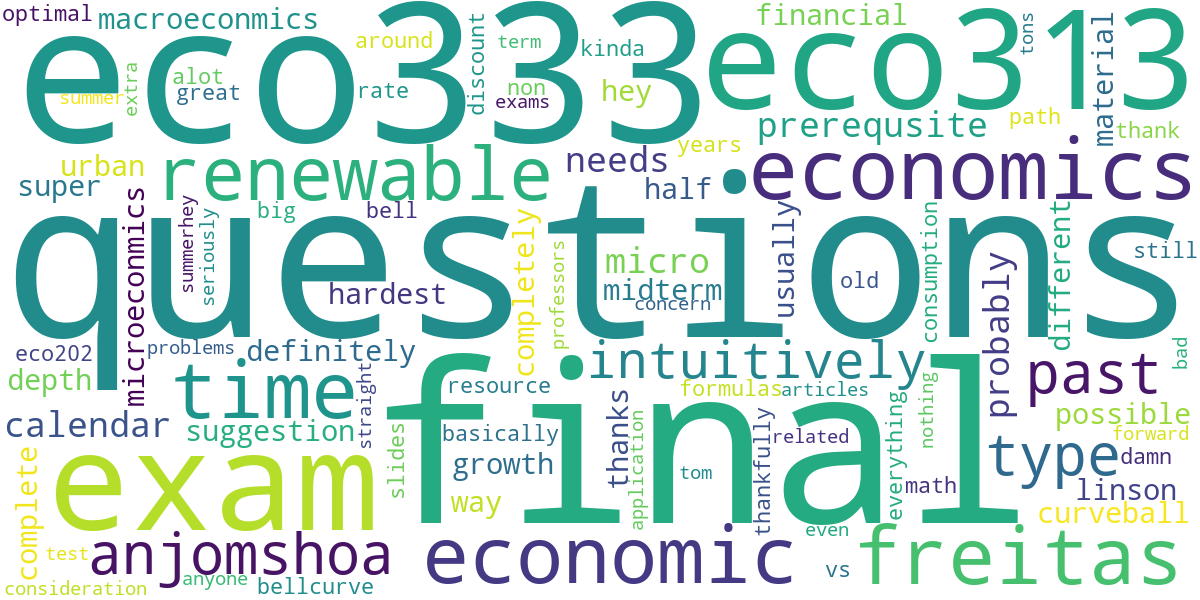 optimal
macroeconmics
around
term
discount
kinda
financial
tons
material
extra
alot
summer
great
rate
eco333
non
exams
hey
eco313
prerequsite
path
thank
urban
super
renewable
needs
half
years
economics
microeconmics
summmerhey
seriously
big
bell
completely
professors
micro
midterm
concern
usually
old
consumption
probably
different
still
questions
hardest
eco202
problems
definitely
depth
time
straight
resource
intuitively
formulas
articles
nothing
past
bad
calendar
suggestion
slides
basically
growth
way
thanks
application
tom
thankfully
related
everything
math
type
possible
forward
damn
linson
curveball
complete
exam
final
test
anjomshoa
anyone
consideration
bellcurve
economic
even
vs
freitas